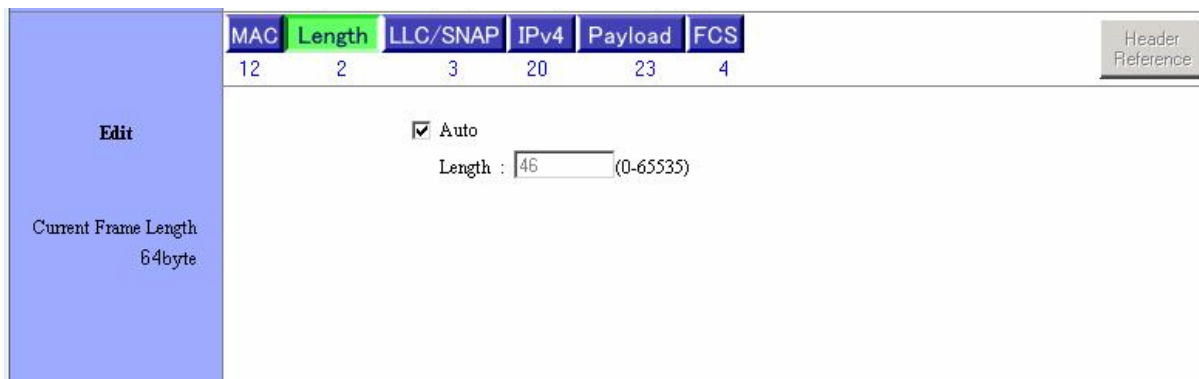 MAC Length LLC/SNAP IPv4 Payload FCS
12 2 3 20 23 4
Header
Reference
Edit
Auto
Length : 46 (0-65535)
Current Frame Length
64byte